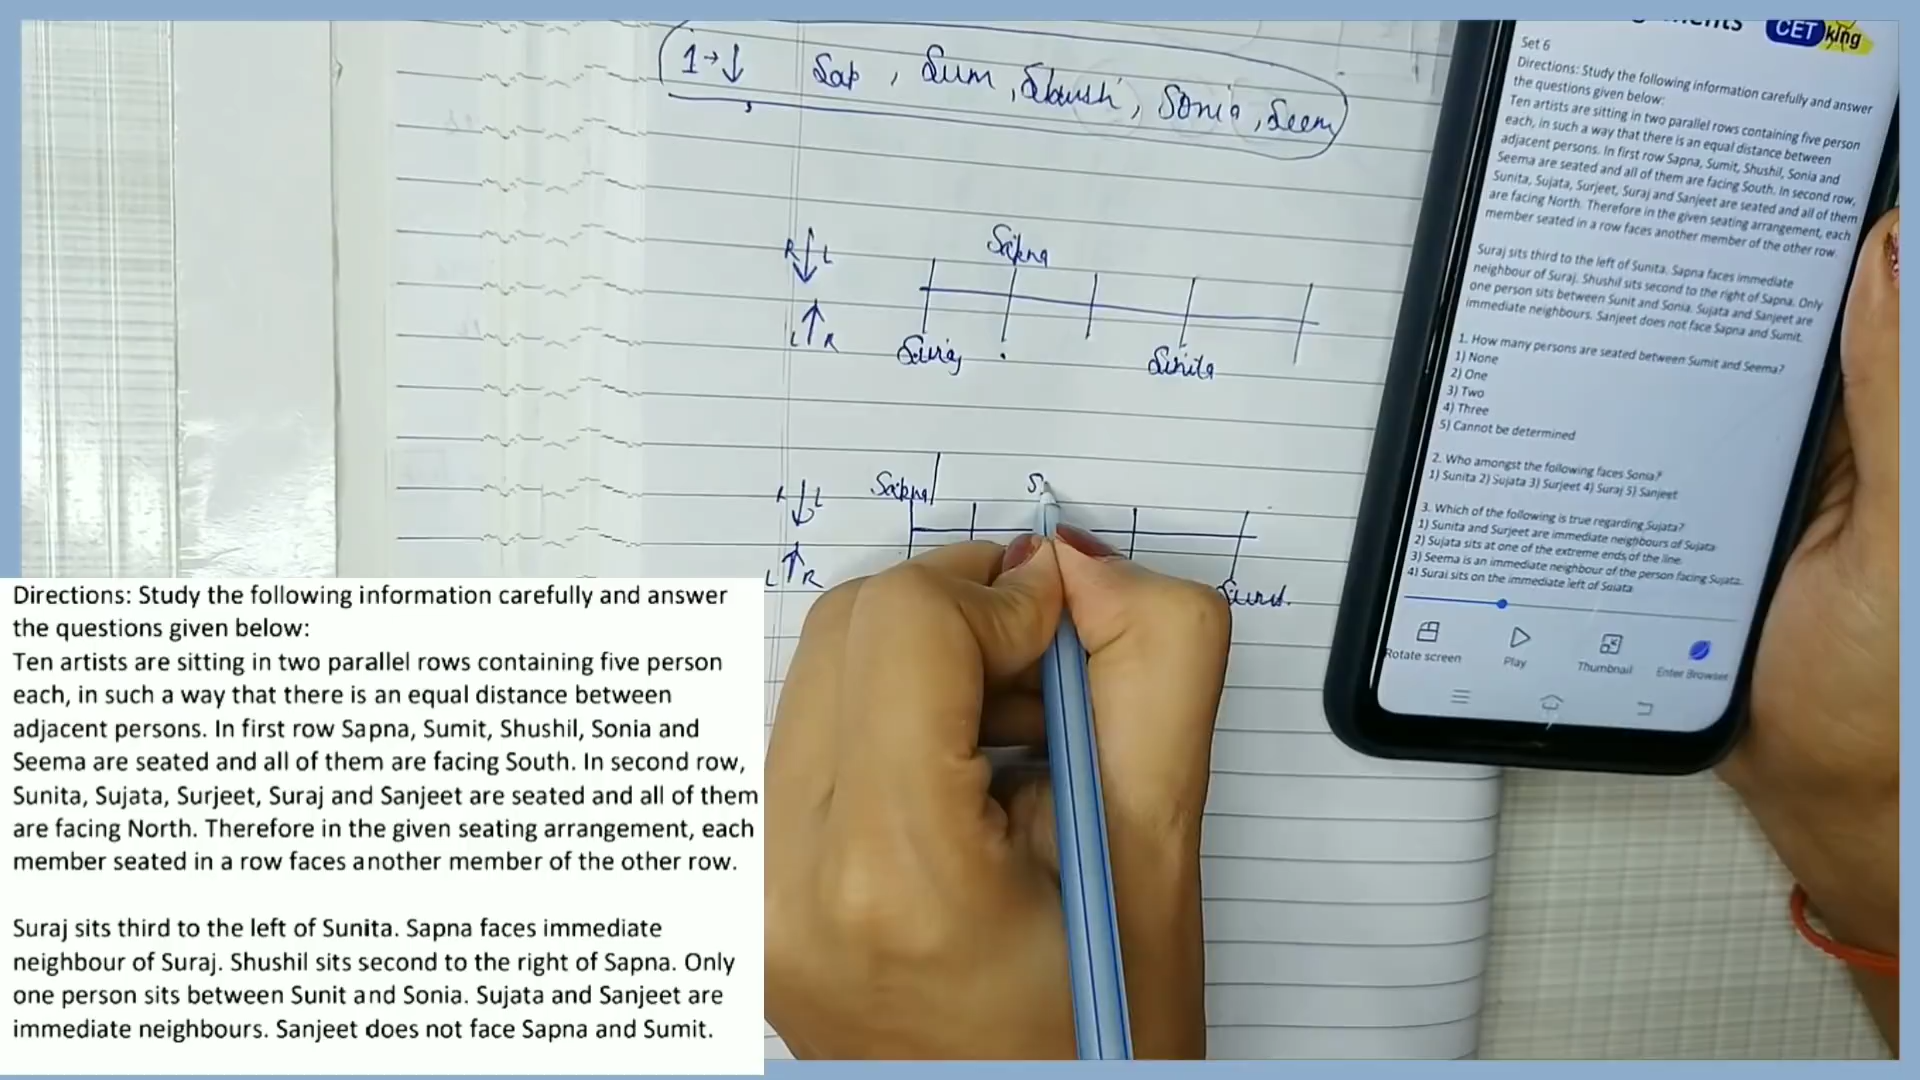 1→↓ Sap, Sum, Shush, Sonia, Seem
Sapna
R L
L R
Suraj Sunita
Sapna S
L
L R
CET king
Set 6
Directions: Study the following information carefully and answer
the questions given below:
Ten artists are sitting in two parallel rows containing five person
each, in such a way that there is an equal distance between
adjacent persons. In first row Sapna, Sumit, Shushil, Sonia and
Seema are seated and all of them are facing South. In second row,
Sunita, Sujata, Surjeet, Suraj and Sanjeet are seated and all of them
are facing North. Therefore in the given seating arrangement, each
member seated in a row faces another member of the other row.
Suraj sits third to the left of Sunita. Sapna faces immediate
neighbour of Suraj. Shushil sits second to the right of Sapna. Only
one person sits between Sunit and Sonia. Sujata and Sanjeet are
immediate neighbours. Sanjeet does not face Sapna and Sumit.
1. How many persons are seated between Sumit and Seema?
1) None
2) One
3) Two
4) Three
5) Cannot be determined
2. Who amongst the following faces Sonia?
1) Sunita 2) Sujata 3) Surjeet 4) Suraj 5) Sanjeet
3. Which of the following is true regarding Sujata?
1) Sunita and Surjeet are immediate neighbours of Sujata
2) Sujata sits at one of the extreme ends of the line.
3) Seema is an immediate neighbour of the person facing Sujata.
4) Suraj sits on the immediate left of Sujata
Rotate screen Play Thumbnail Enter Browser
Directions: Study the following information carefully and answer
the questions given below:
Ten artists are sitting in two parallel rows containing five person
each, in such a way that there is an equal distance between
adjacent persons. In first row Sapna, Sumit, Shushil, Sonia and
Seema are seated and all of them are facing South. In second row,
Sunita, Sujata, Surjeet, Suraj and Sanjeet are seated and all of them
are facing North. Therefore in the given seating arrangement, each
member seated in a row faces another member of the other row.
Suraj sits third to the left of Sunita. Sapna faces immediate
neighbour of Suraj. Shushil sits second to the right of Sapna. Only
one person sits between Sunit and Sonia. Sujata and Sanjeet are
immediate neighbours. Sanjeet does not face Sapna and Sumit.